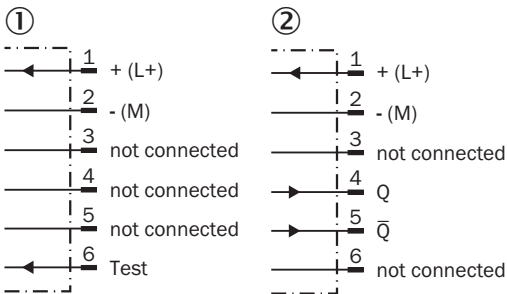 ①
1 + (L+)
2 - (M)
3 not connected
4 not connected
5 not connected
6 Test
②
1 + (L+)
2 - (M)
3 not connected
4 Q
5 Q̅
6 not connected